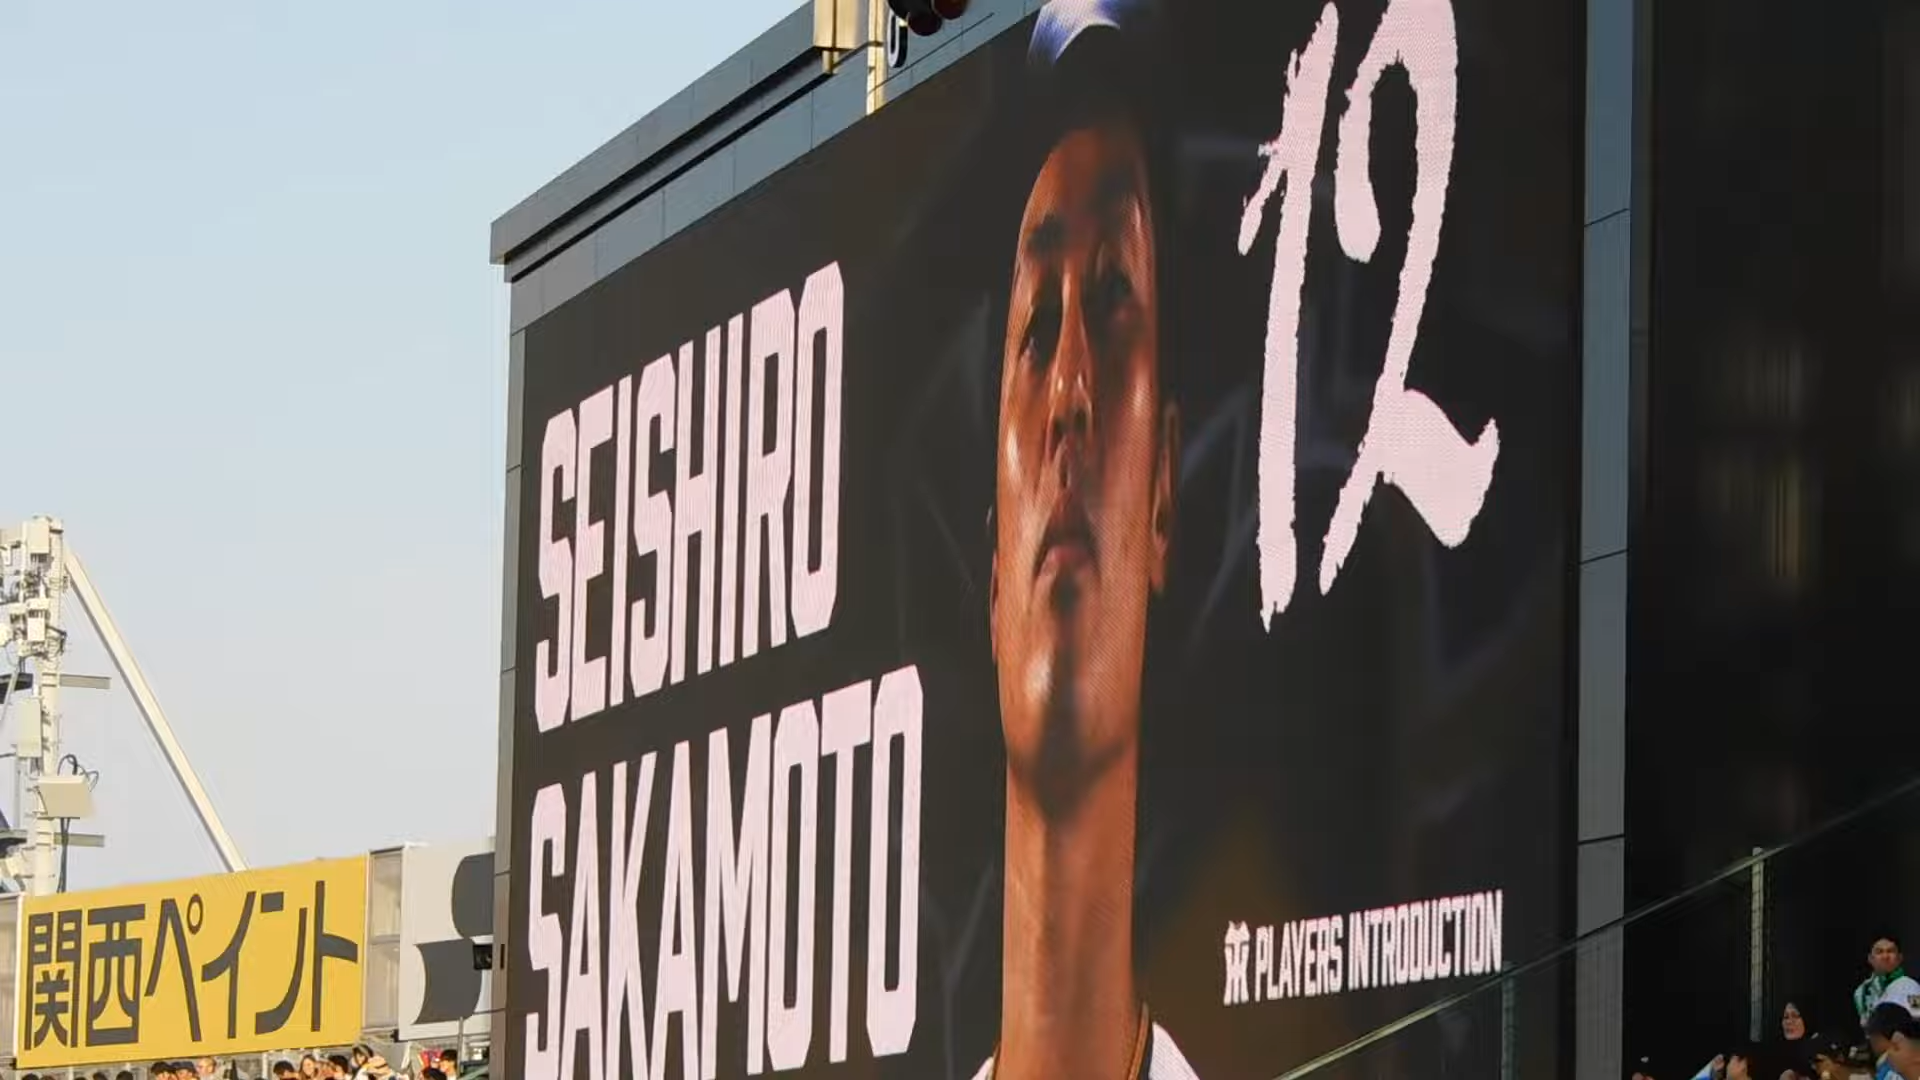 12
SEISHIRO
SAKAMOTO
PLAYERS INTRODUCTION
関西ペイント